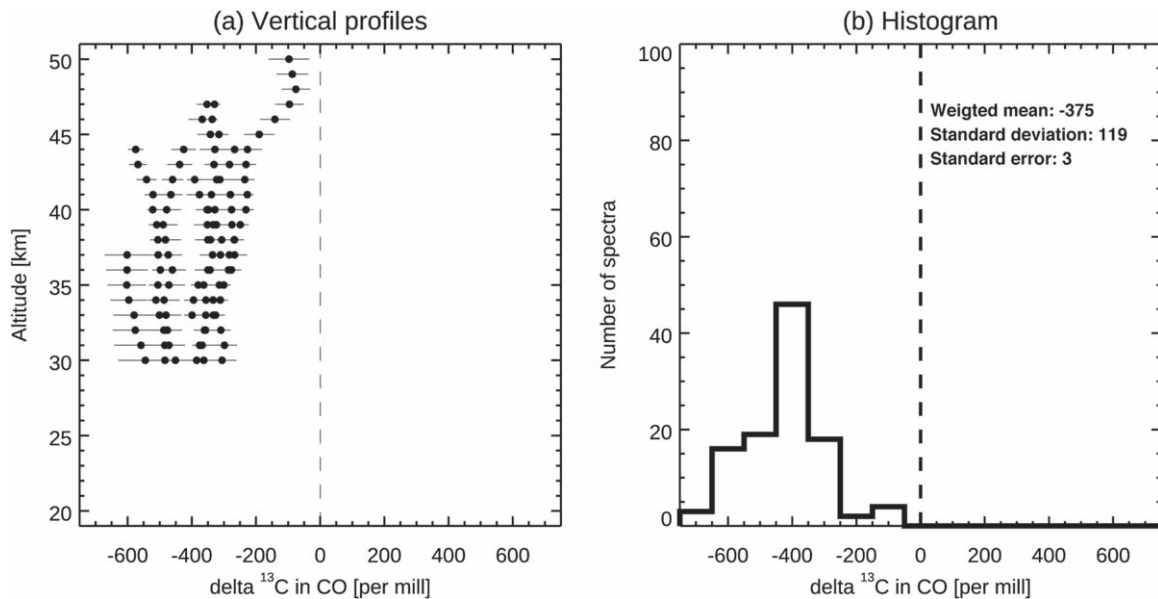 (a) Vertical profiles
50
45
40
35
30
25
20
Altitude [km]
-600 -400 -200 0 200 400 600
delta ¹³C in CO [per mill]
(b) Histogram
100
80
60
40
20
0
Number of spectra
Weigted mean: -375
Standard deviation: 119
Standard error: 3
-600 -400 -200 0 200 400 600
delta ¹³C in CO [per mill]